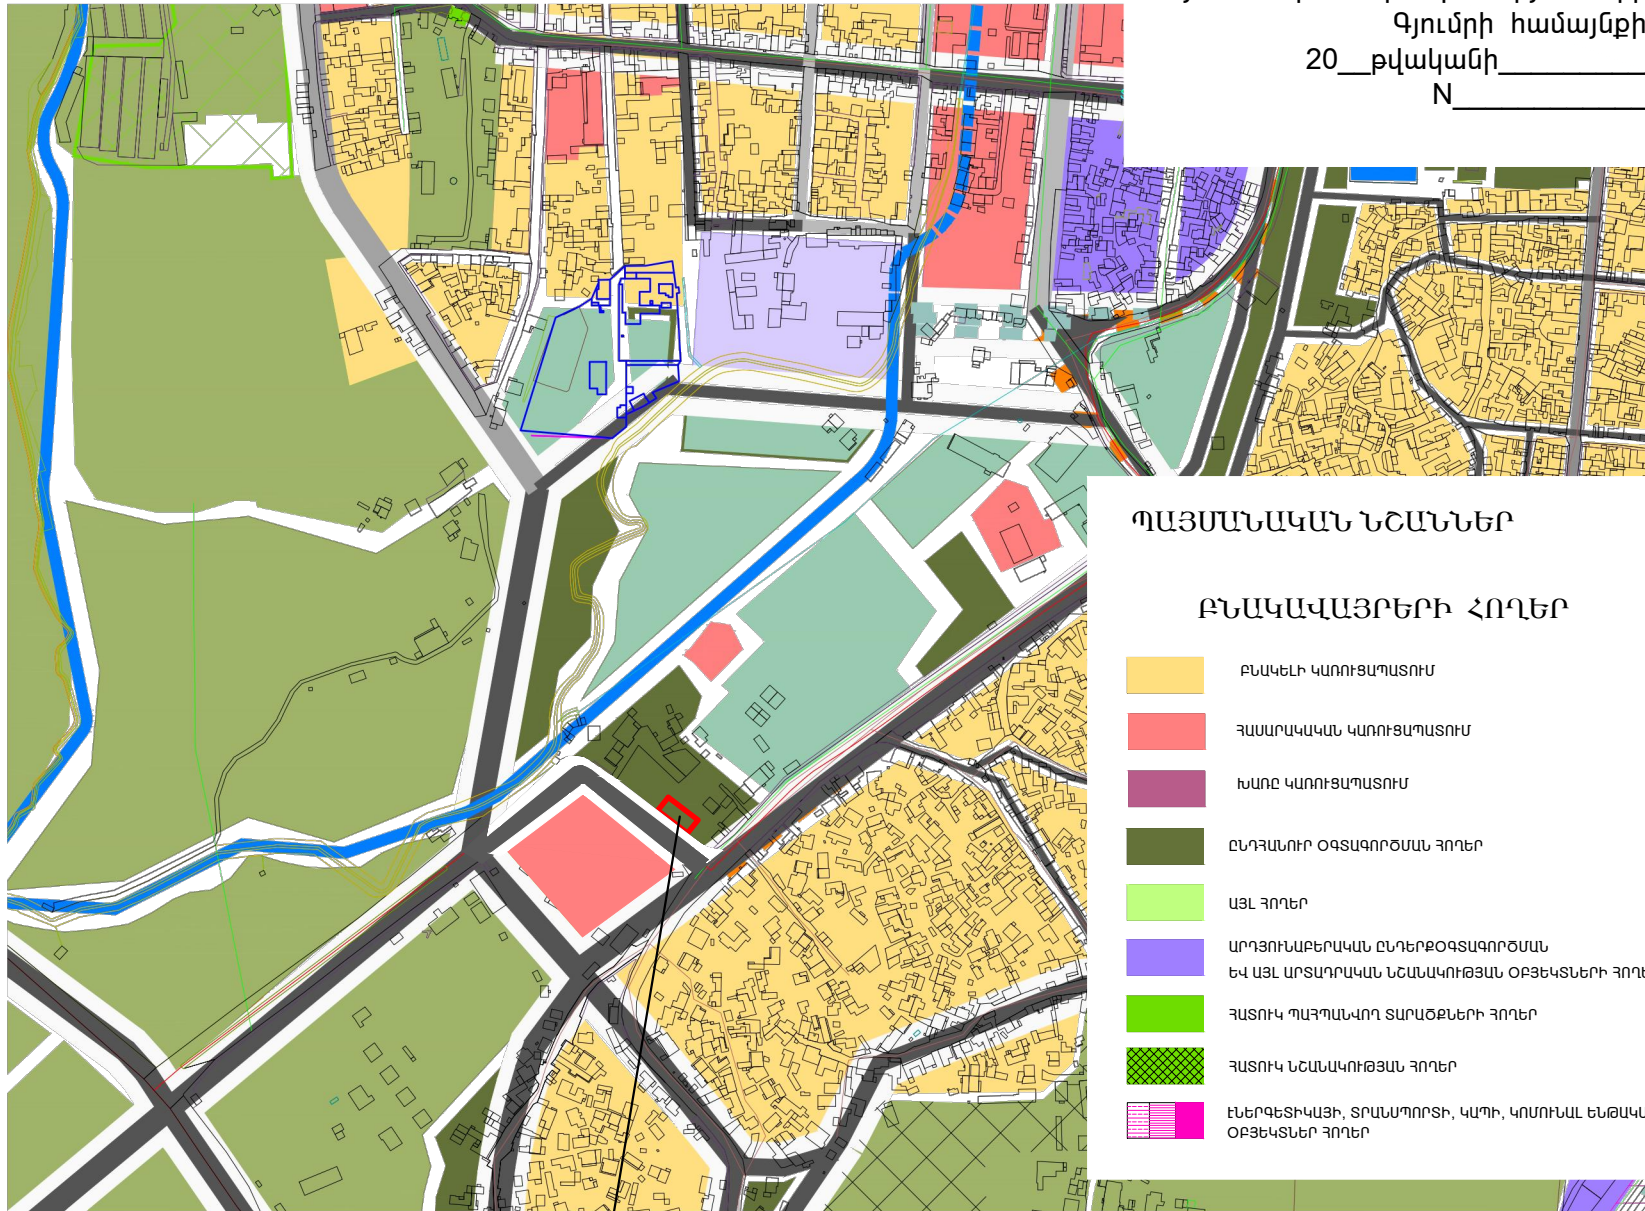 Գյումրի համայնքի
20__թվականի__________
N____________
ՊԱՅՄԱՆԱԿԱՆ ՆՇԱՆՆԵՐ
ԲՆԱԿԱՎԱՅՐԵՐԻ ՀՈՂԵՐ
ԲՆԱԿԵԼԻ ԿԱՌՈՒՑԱՊԱՏՈՒՄ
ՀԱՍԱՐԱԿԱԿԱՆ ԿԱՌՈՒՑԱՊԱՏՈՒՄ
ԽԱՌԸ ԿԱՌՈՒՑԱՊԱՏՈՒՄ
ԸՆԴՀԱՆՈՒՐ ՕԳՏԱԳՈՐԾՄԱՆ ՀՈՂԵՐ
ԱՅԼ ՀՈՂԵՐ
ԱՐԴՅՈՒՆԱԲԵՐԱԿԱՆ ԸՆԴԵՐՔՕԳՏԱԳՈՐԾՄԱՆ
ԵՎ ԱՅԼ ԱՐՏԱԴՐԱԿԱՆ ՆՇԱՆԱԿՈՒԹՅԱՆ ՕԲՅԵԿՏՆԵՐԻ ՀՈՂԵ
ՀԱՏՈՒԿ ՊԱՀՊԱՆՎՈՂ ՏԱՐԱԾՔՆԵՐԻ ՀՈՂԵՐ
ՀԱՏՈՒԿ ՆՇԱՆԱԿՈՒԹՅԱՆ ՀՈՂԵՐ
ԷՆԵՐԳԵՏԻԿԱՅԻ, ՏՐԱՆՍՊՈՐՏԻ, ԿԱՊԻ, ԿՈՄՈՒՆԱԼ ԵՆԹԱԿԱ
ՕԲՅԵԿՏՆԵՐ ՀՈՂԵՐ